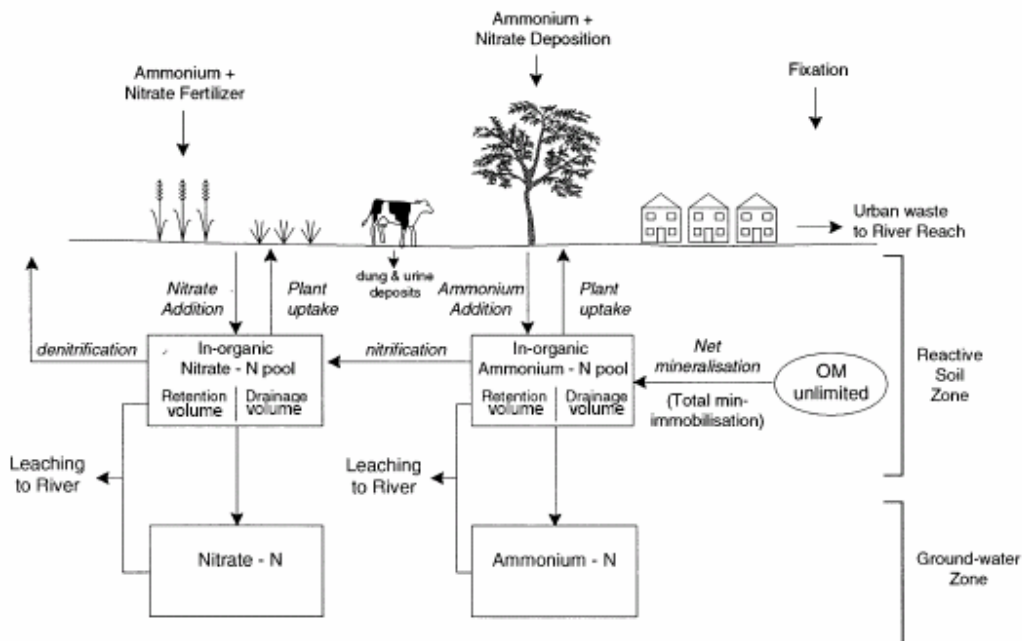 Ammonium +
Nitrate Deposition
Ammonium +
Nitrate Fertilizer
Fixation
Urban waste
to River Reach
dung & urine
deposits
Nitrate
Addition
Plant
uptake
Ammonium
Addition
Plant
uptake
denitrification
In-organic
Nitrate - N pool
Retention
volume
Drainage
volume
nitrification
In-organic
Ammonium - N pool
Retention
volume
Drainage
volume
Net
mineralisation
(Total min-
immobilisation)
OM
unlimited
Reactive
Soil
Zone
Leaching
to River
Leaching
to River
Nitrate - N
Ammonium - N
Ground-water
Zone